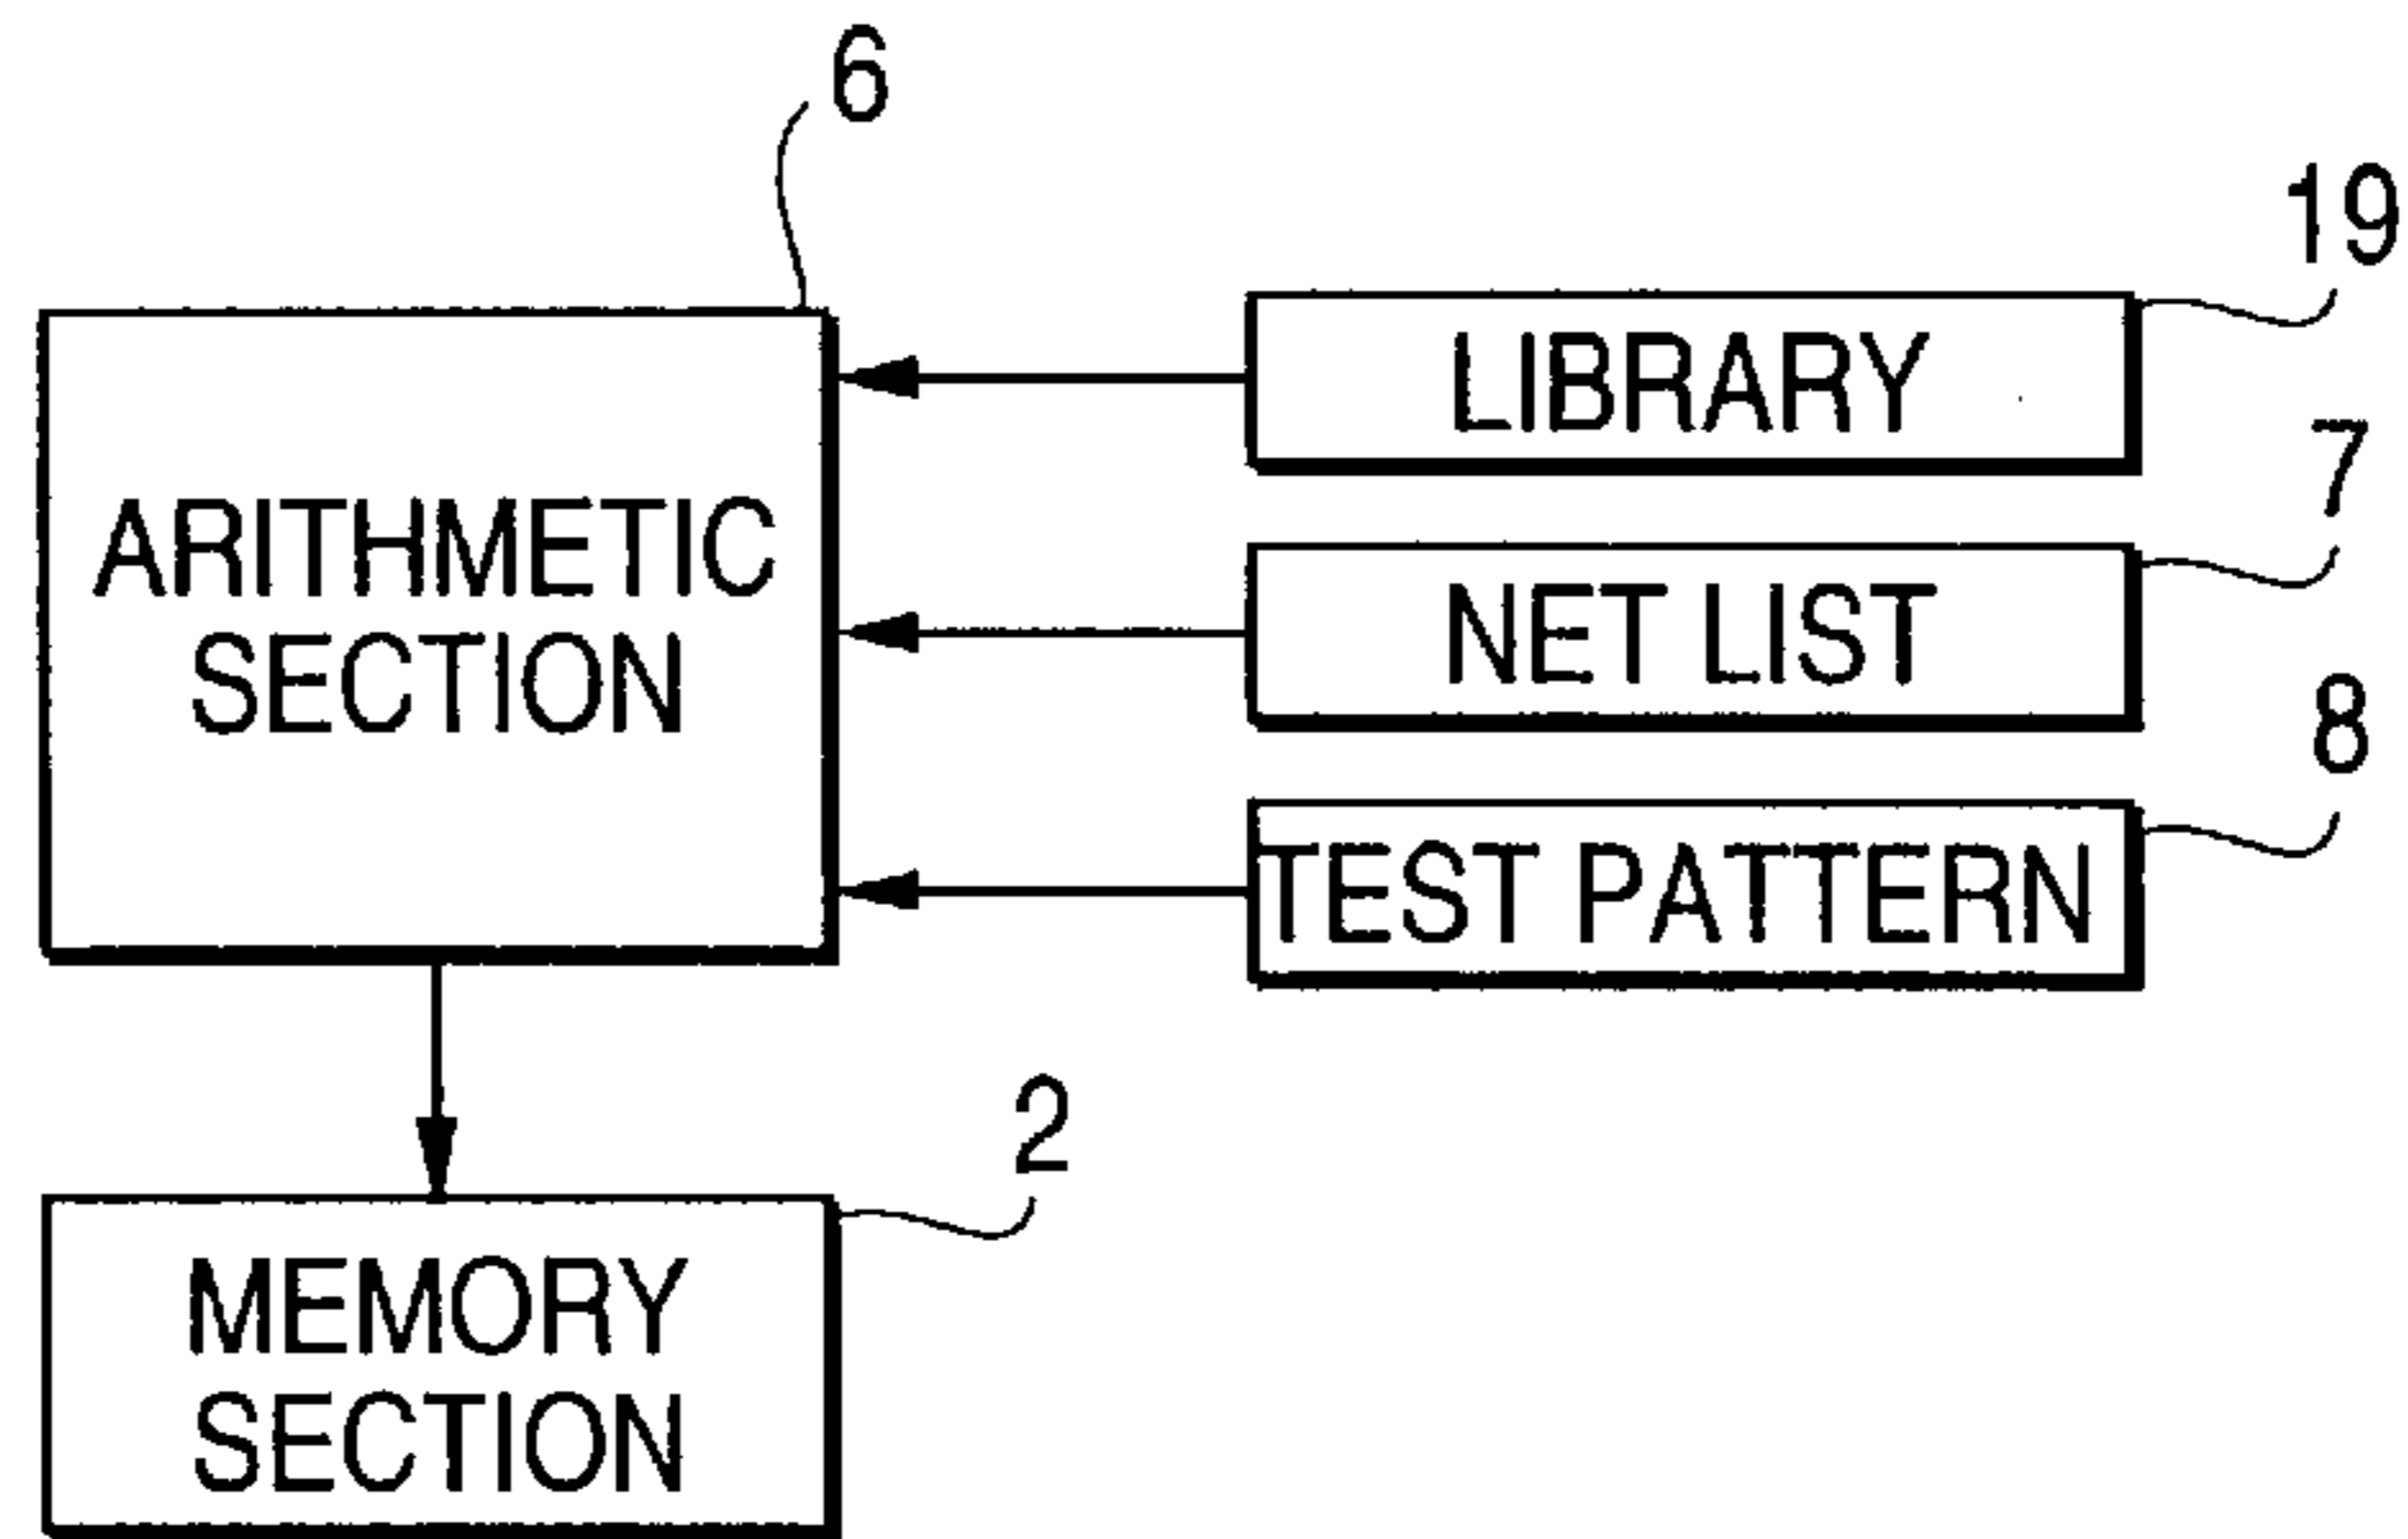 6
19
LIBRARY
7
ARITHMETIC
SECTION
NET LIST
8
TEST PATTERN
2
MEMORY
SECTION